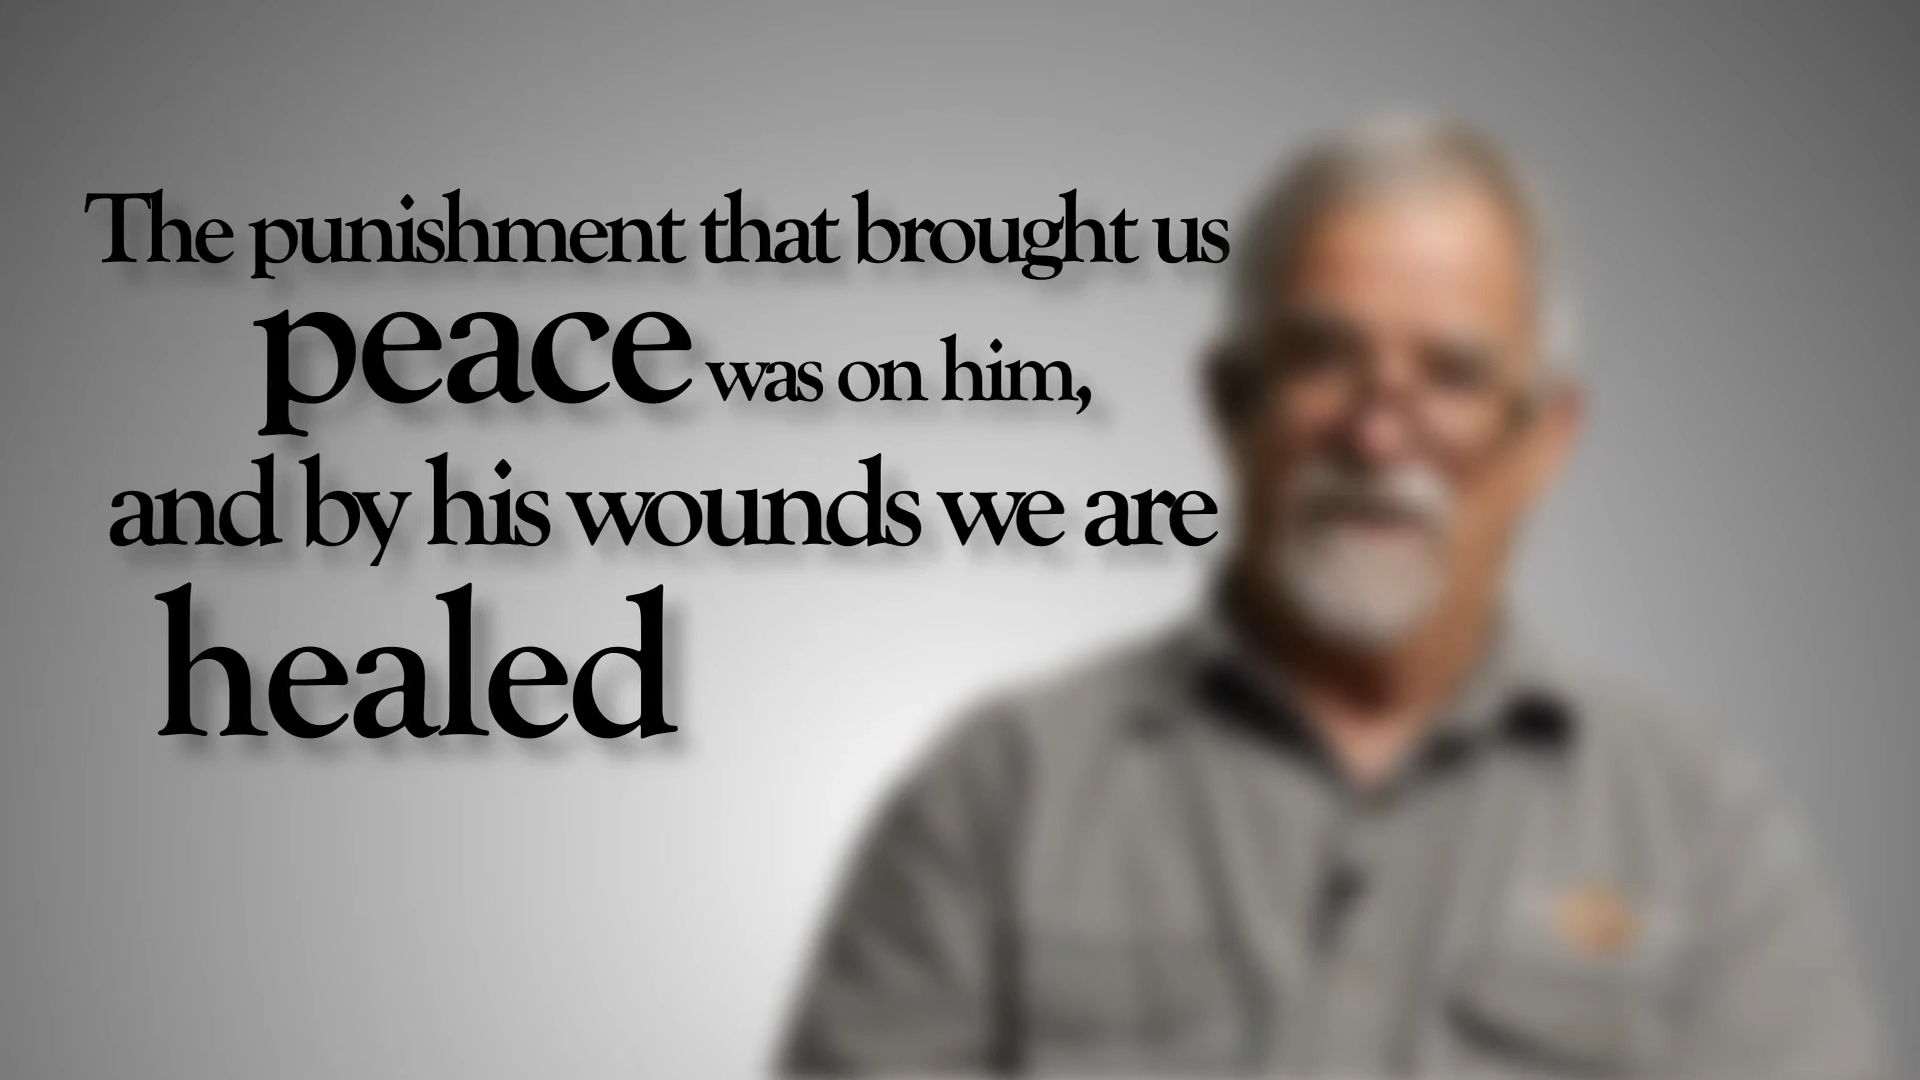 The punishment that brought us
peace was on him,
and by his wounds we are
healed